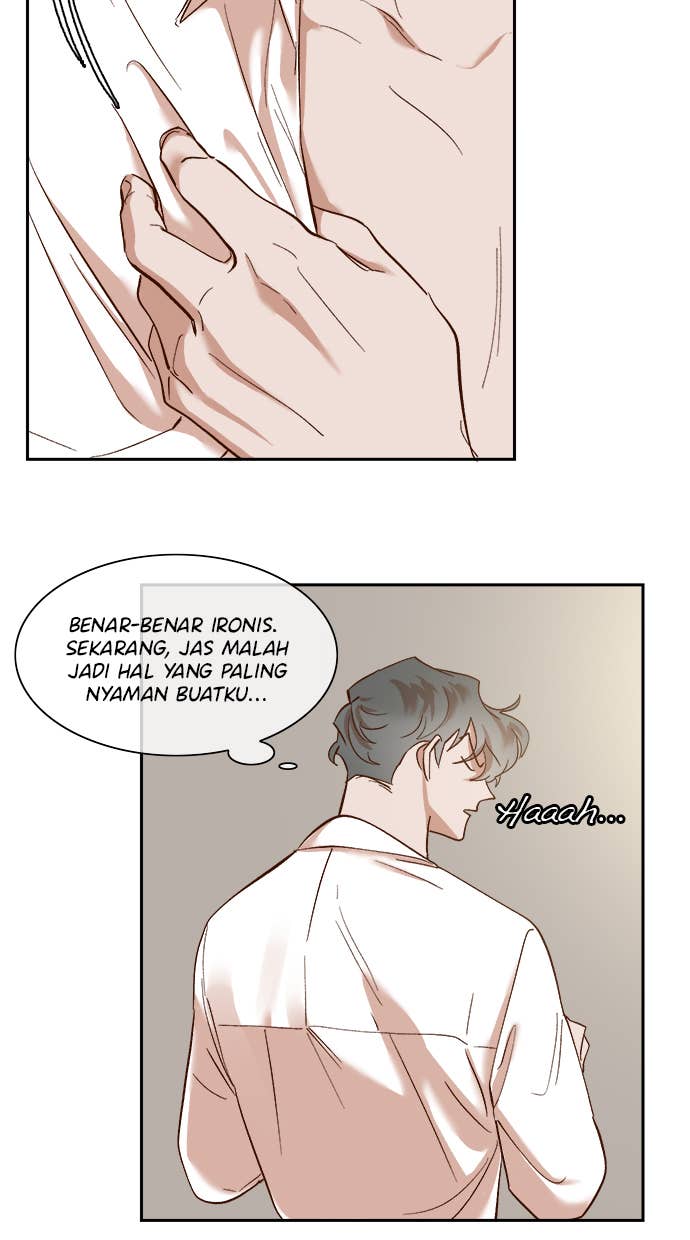 BENAR-BENAR IRONIS.
SEKARANG, JAS MALAH
JADI HAL YANG PALING
NYAMAN BUATKU...
Haaah...